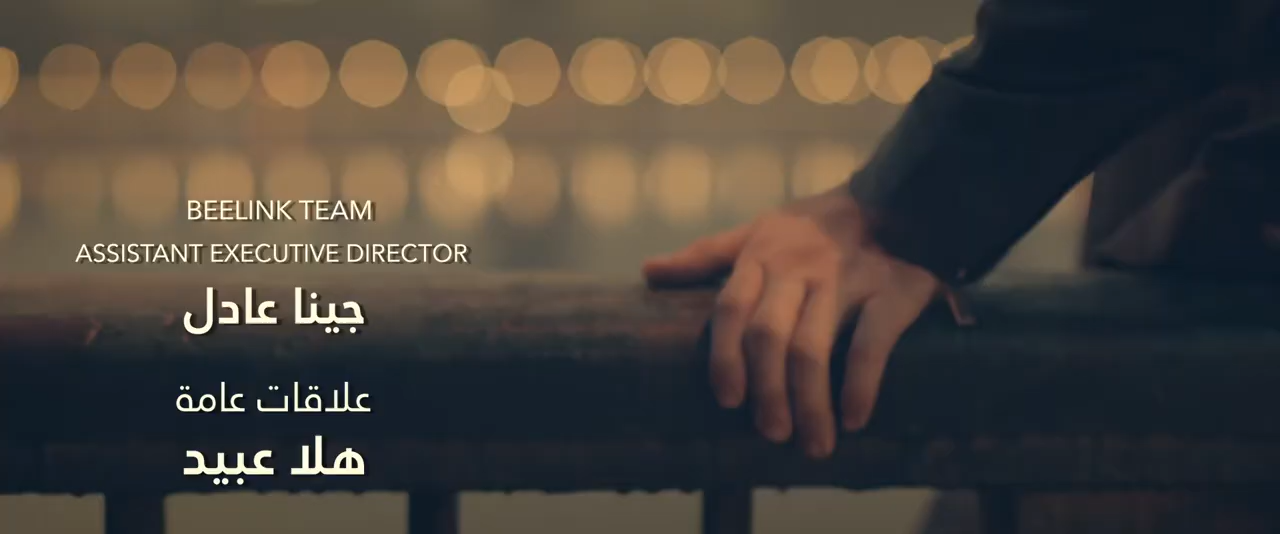 BEELINK TEAM
ASSISTANT EXECUTIVE DIRECTOR
جينا عادل
علاقات عامة
هلا عبيد